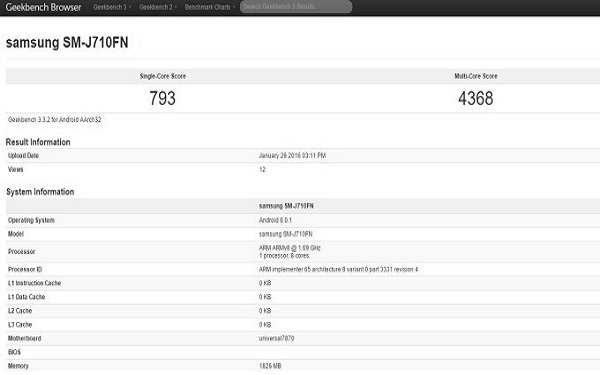 Geekbench Browser Geekbench 3 Geekbench 2 Benchmark Charts Search Geekbench 3 Results
samsung SM-J710FN
Single-Core Score Multi-Core Score
793 4368
Geekbench 3.3.2 for Android AArch32
Result Information
Upload Date January 26 2016 03:11 PM
Views 12
System Information
samsung SM-J710FN
Operating System Android 6.0.1
Model samsung SM-J710FN
Processor ARM ARMv8 @ 1.69 GHz
1 processor, 8 cores
Processor ID ARM implementer 65 architecture 8 variant 0 part 3331 revision 4
L1 Instruction Cache 0 KB
L1 Data Cache 0 KB
L2 Cache 0 KB
L3 Cache 0 KB
Motherboard universal7870
BIOS
Memory 1826 MB